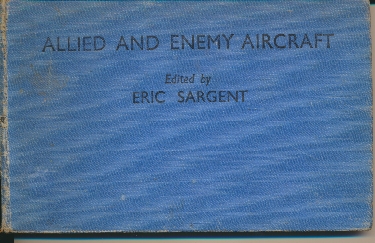 ALLIED AND ENEMY AIRCRAFT
Edited by
ERIC SARGENT